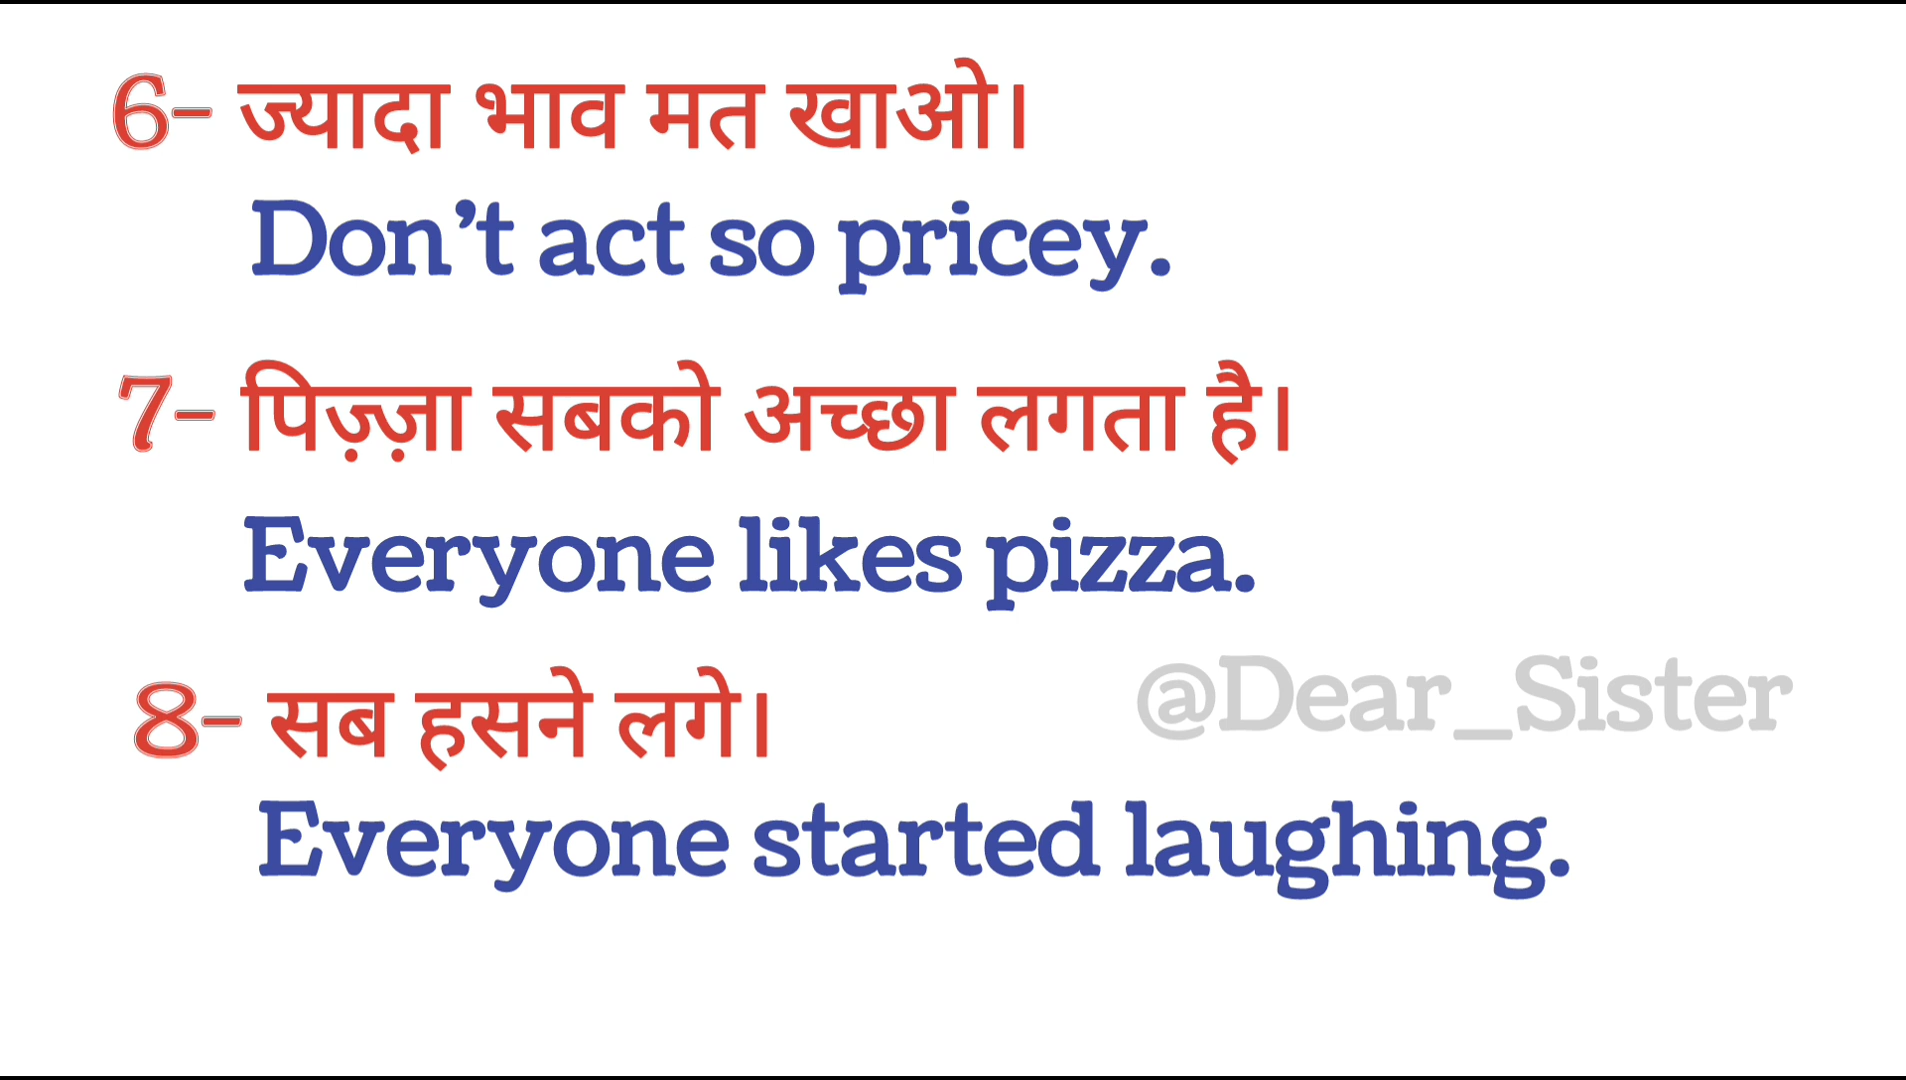 6- ज्यादा भाव मत खाओ।
Don't act so pricey.
7- पिज़्ज़ा सबको अच्छा लगता है।
Everyone likes pizza.
8- सब हसने लगे।
@Dear_Sister
Everyone started laughing.